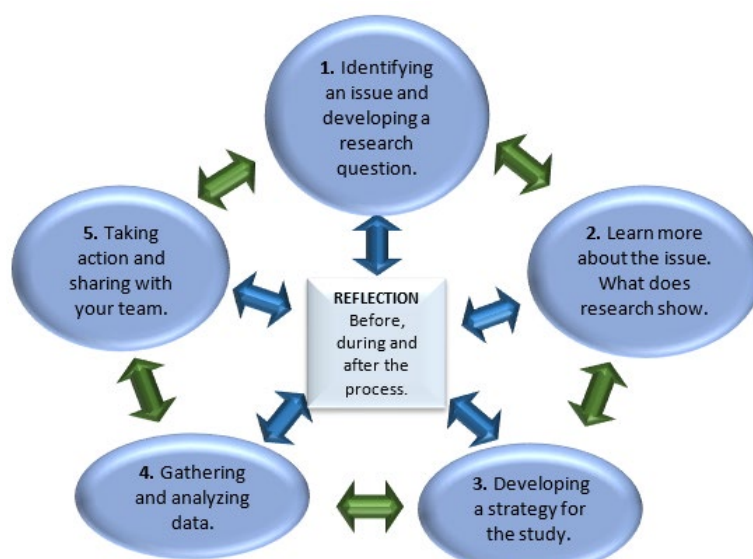 1. Identifying
an issue and
developing a
research
question.
2. Learn more
about the issue.
What does
research show.
3. Developing
a strategy for
the study.
4. Gathering
and analyzing
data.
5. Taking
action and
sharing with
your team.
REFLECTION
Before,
during and
after the
process.